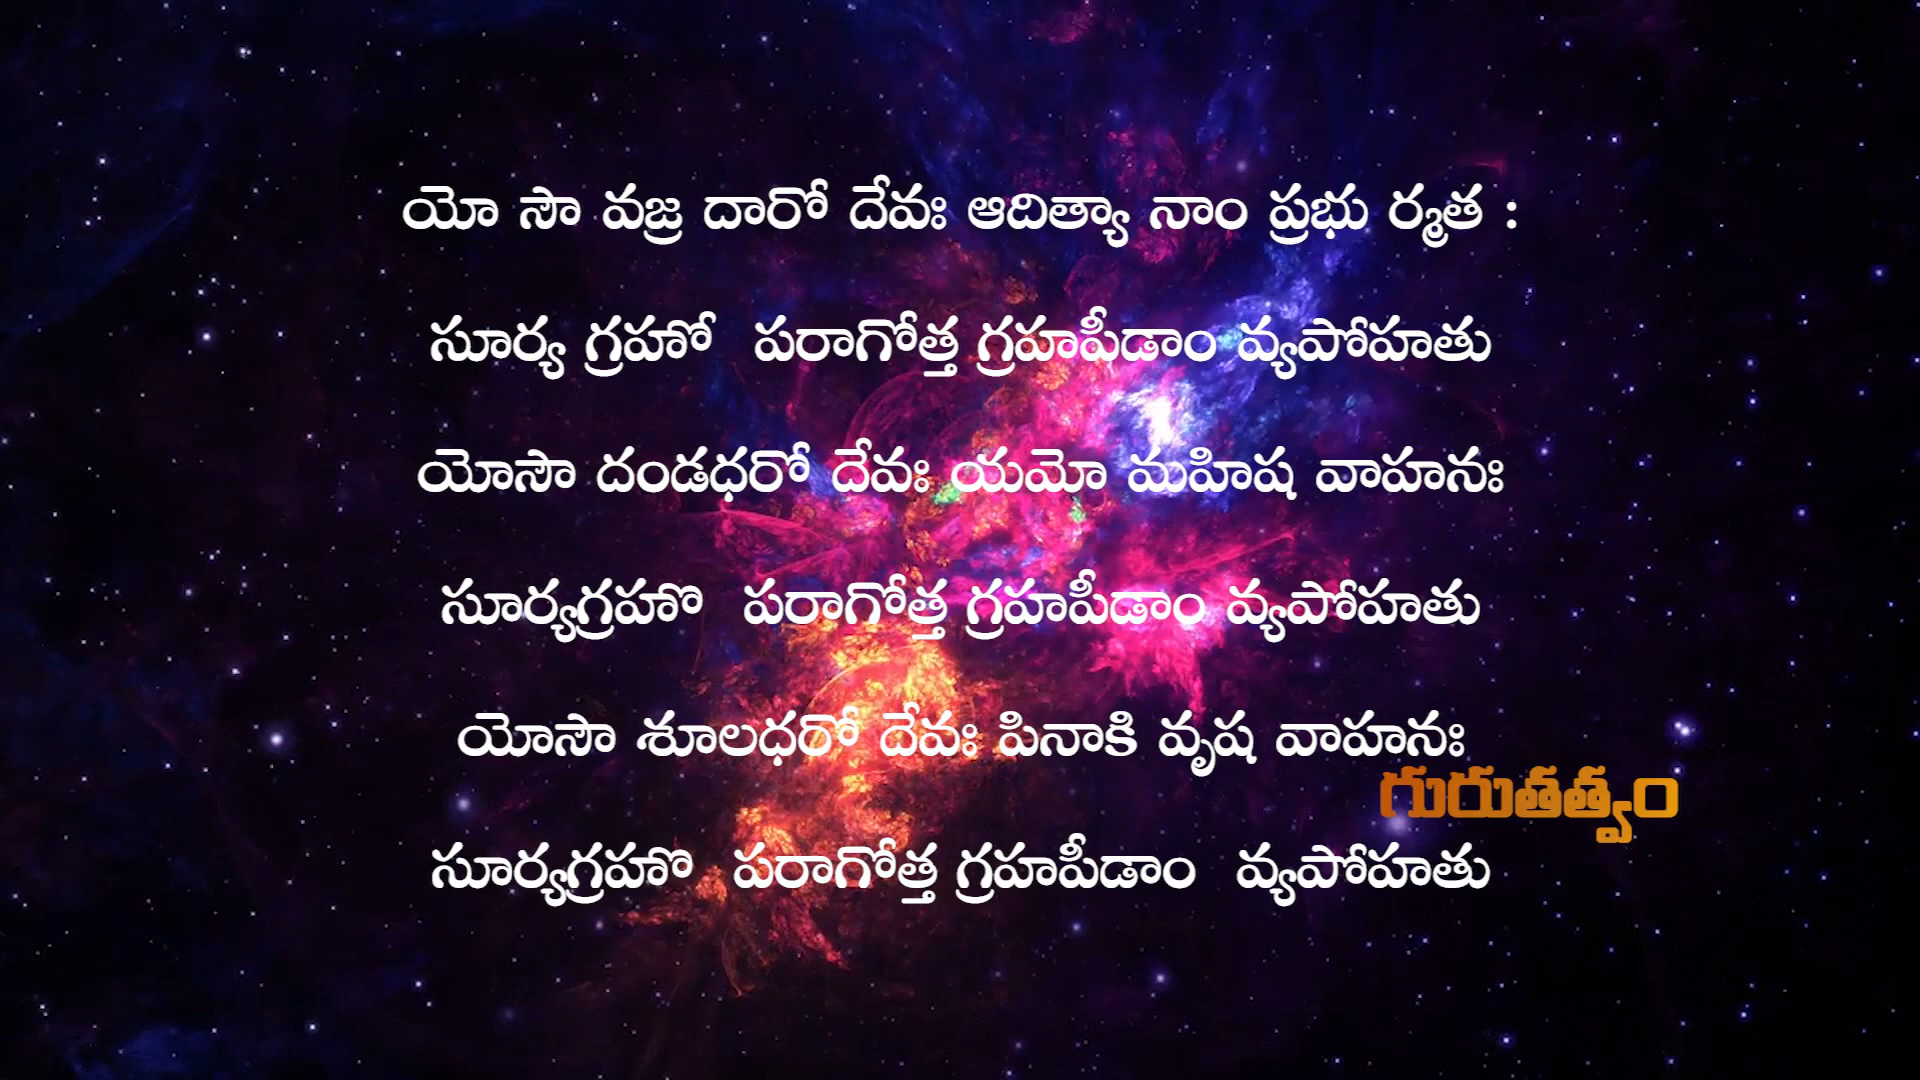 యో సౌ వజ్ర దారో దేవః ఆదిత్యా నాం ప్రభు ర్మత :
సూర్య గ్రహో పరాగోత్త గ్రహపీడాం వ్యపోహతు
యోసౌ దండధరో దేవః యమో మహిష వాహనః
సూర్యగ్రహొ పరాగోత్త గ్రహపీడాం వ్యపోహతు
యోసౌ శూలధరో దేవః పినాకి వృష వాహనః
గురుతత్వం
సూర్యగ్రహొ పరాగోత్త గ్రహపీడాం వ్యపోహతు